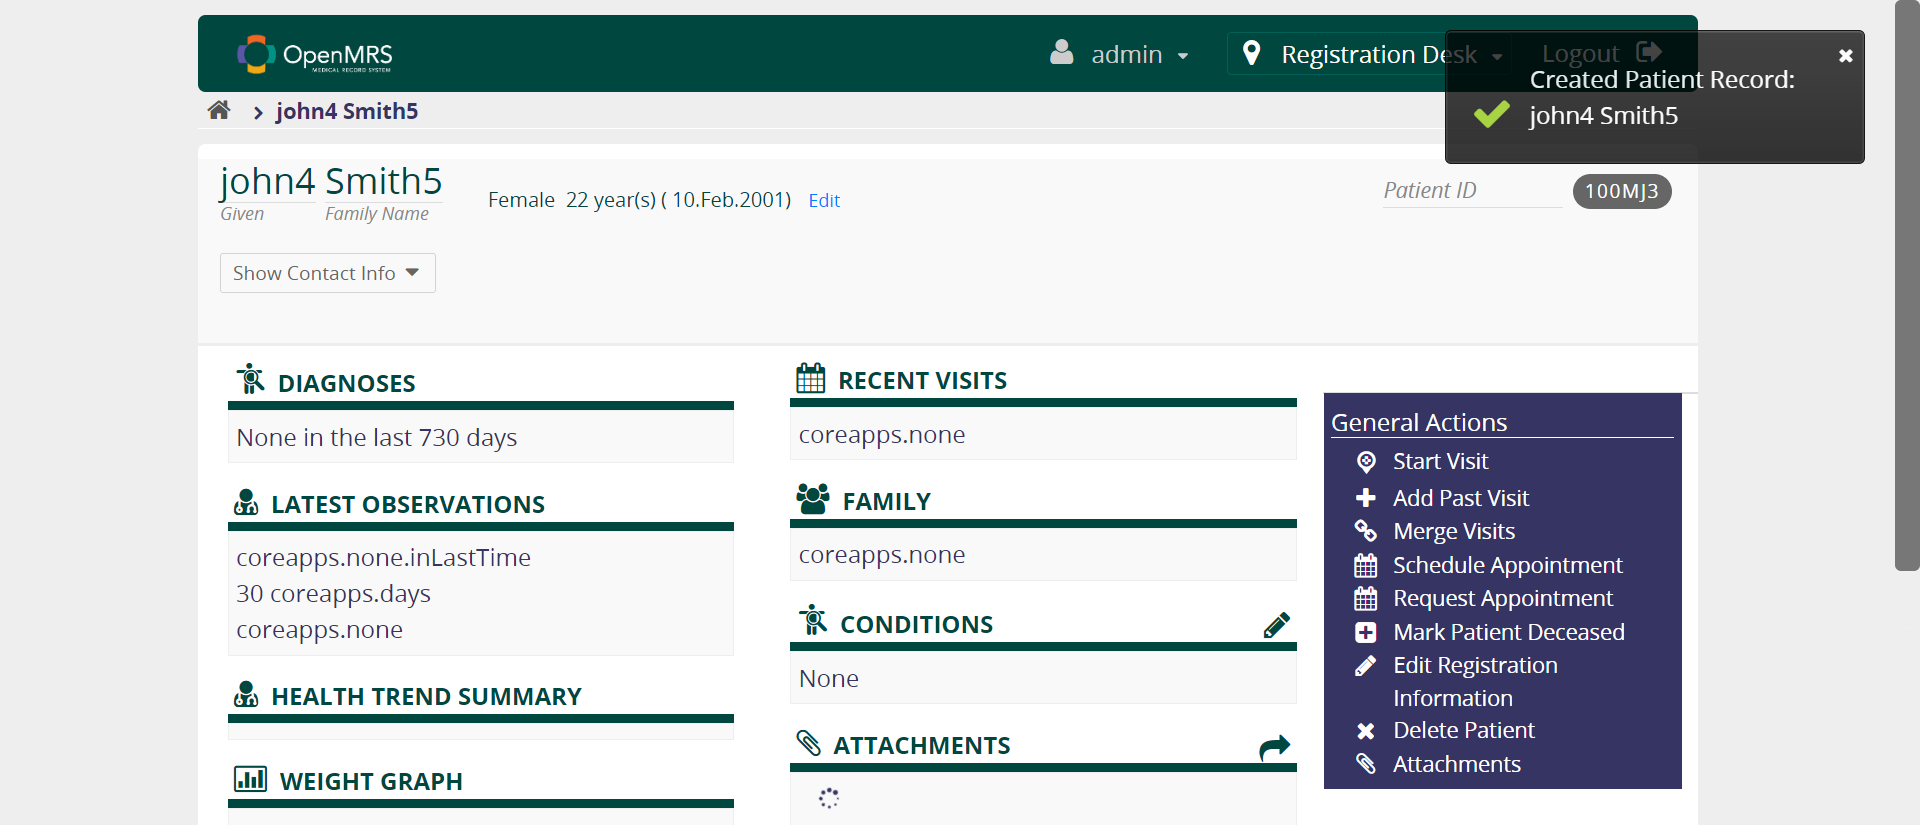 OpenMRS
MEDICAL RECORD SYSTEM
admin
Registration Desk
Logout
Created Patient Record:
john4 Smith5
john4 Smith5
john4 Smith5
Given Family Name
Female 22 year(s) ( 10.Feb.2001) Edit
Patient ID 100MJ3
Show Contact Info
DIAGNOSES
None in the last 730 days
LATEST OBSERVATIONS
coreapps.none.inLastTime
30 coreapps.days
coreapps.none
HEALTH TREND SUMMARY
WEIGHT GRAPH
RECENT VISITS
coreapps.none
FAMILY
coreapps.none
CONDITIONS
None
ATTACHMENTS
General Actions
Start Visit
Add Past Visit
Merge Visits
Schedule Appointment
Request Appointment
Mark Patient Deceased
Edit Registration
Information
Delete Patient
Attachments